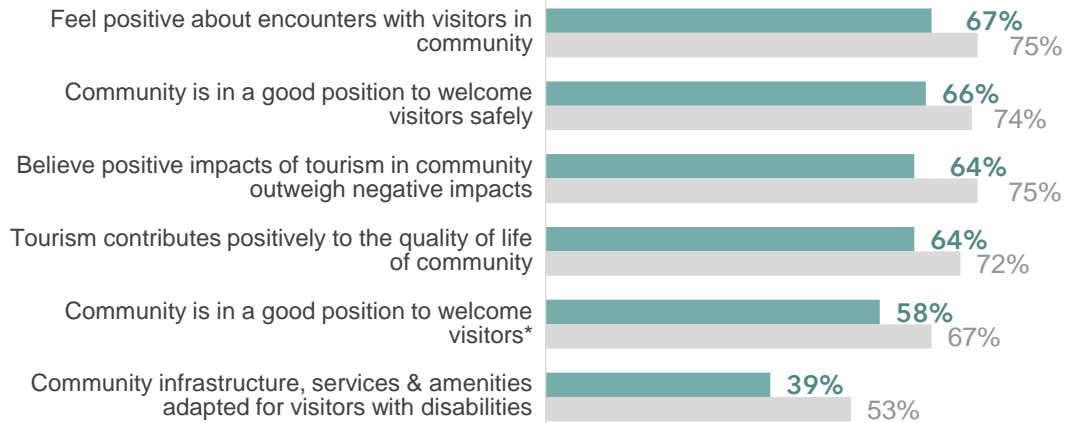 Feel positive about encounters with visitors in
community
67%
75%
Community is in a good position to welcome
visitors safely
66%
74%
Believe positive impacts of tourism in community
outweigh negative impacts
64%
75%
Tourism contributes positively to the quality of life
of community
64%
72%
Community is in a good position to welcome
visitors*
58%
67%
Community infrastructure, services & amenities
adapted for visitors with disabilities
39%
53%